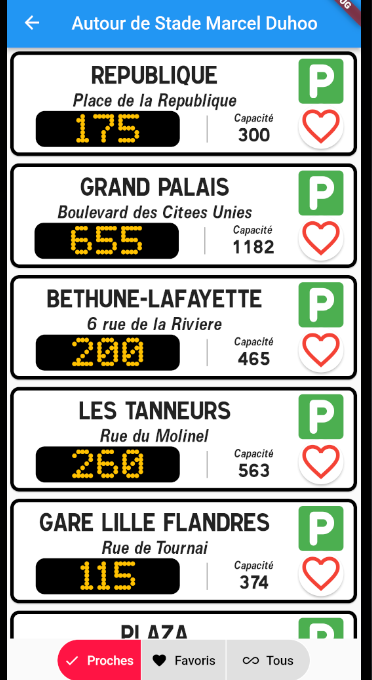 Autour de Stade Marcel Duhoo
REPUBLIQUE
P
Place de la Republique
175
Capacité
300
GRAND PALAIS
P
Boulevard des Citees Unies
655
Capacité
1182
BETHUNE-LAFAYETTE
P
6 rue de la Riviere
200
Capacité
465
LES TANNEURS
P
Rue du Molinel
260
Capacité
563
GARE LILLE FLANDRES
P
Rue de Tournai
115
Capacité
374
PLAZA
P
Proches
Favoris
Tous